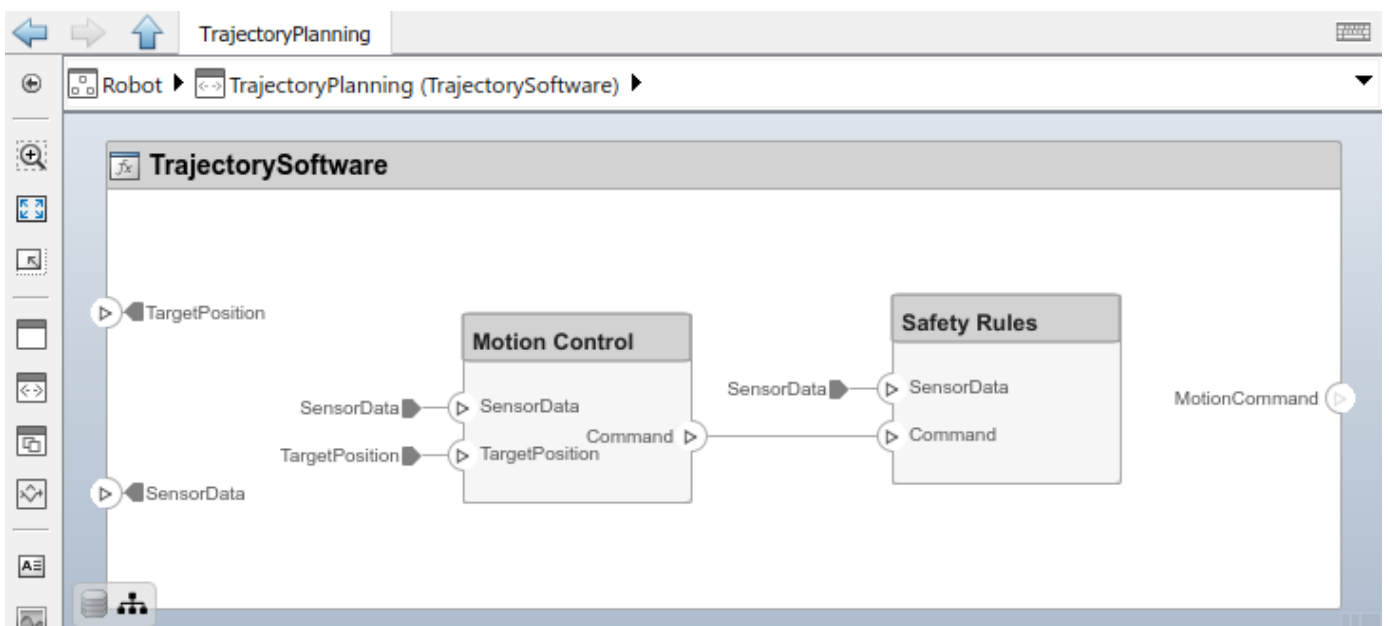 TrajectoryPlanning
Robot TrajectoryPlanning (TrajectorySoftware)
fx TrajectorySoftware
TargetPosition
SensorData
Motion Control
SensorData
TargetPosition
SensorData
TargetPosition
Command
Safety Rules
SensorData
SensorData
Command
MotionCommand
A